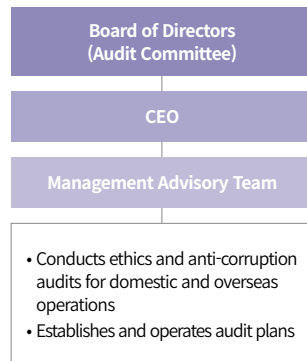 Board of Directors
(Audit Committee)
CEO
Management Advisory Team
• Conducts ethics and anti-corruption
audits for domestic and overseas
operations
• Establishes and operates audit plans